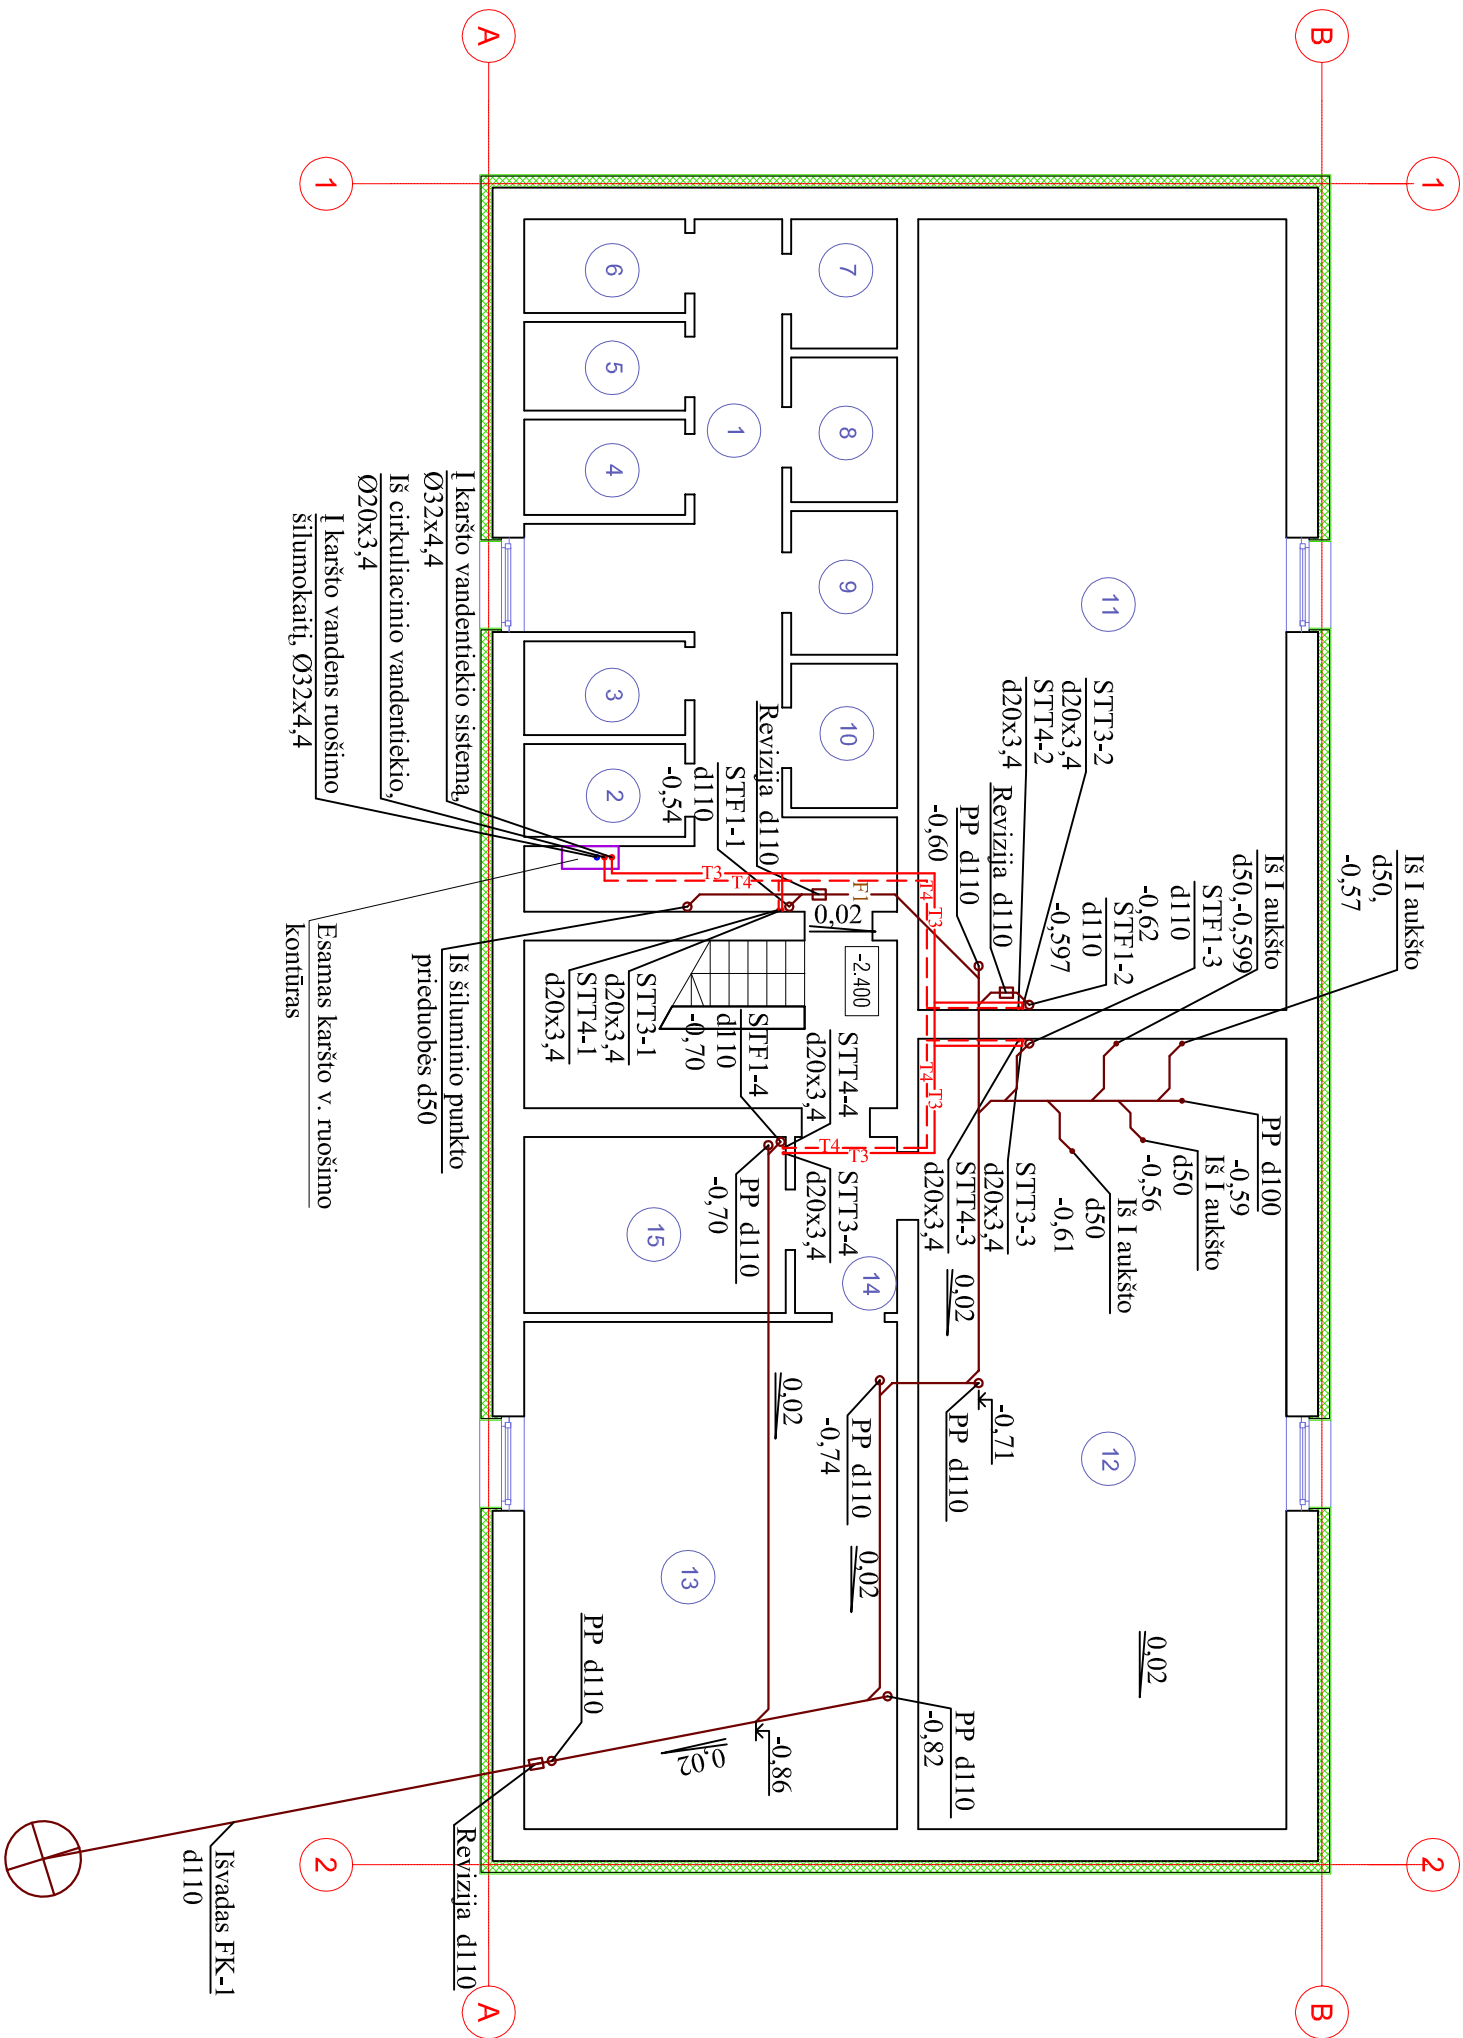 A
B
1
1
6
5
4
3
2
1
7
8
9
10
11
12
13
14
15
Iš I aukšto
d50,
-0,57
Iš I aukšto
d50,-0,599
STF1-3
d110
-0,62
STF1-2
d110
-0,597
STT3-2
d20x3,4
STT4-2
d20x3,4
Revizija d110
PP d110
-0,60
Revizija d110
STF1-1
d110
-0,54
Į karšto vandentiekio sistemą,
Ø32x4,4
Iš cirkuliacinio vandentiekio,
Ø20x3,4
Į karšto vandens ruošimo
šilumokaitį, Ø32x4,4
T3
T4
F1
T4
T3
0,02
-2.400
Esamas karšto v. ruošimo
kontūras
Iš šiluminio punkto
prieduobės d50
STT3-1
d20x3,4
STT4-1
d20x3,4
STF1-4
d110
-0,70
STT4-4
d20x3,4
T4
T3
T4
T3
STT3-4
d20x3,4
PP d110
-0,70
STT3-3
d20x3,4
STT4-3
d20x3,4
PP d100
-0,59
Iš I aukšto
d50
-0,56
Iš I aukšto
d50
-0,61
0,02
0,02
-0,71
PP d110
PP d110
-0,74
0,02
0,02
PP d110
-0,82
-0,86
0,02
PP d110
Revizija d110
Išvadas FK-1
d110
2
2
A
B